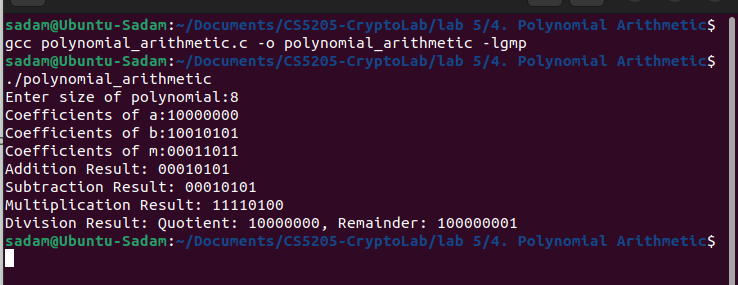 sadam@Ubuntu-Sadam:~/Documents/CS5205-CryptoLab/lab 5/4. Polynomial Arithmetic$
gcc polynomial_arithmetic.c -o polynomial_arithmetic -lgmp
sadam@Ubuntu-Sadam:~/Documents/CS5205-CryptoLab/lab 5/4. Polynomial Arithmetic$
./polynomial_arithmetic
Enter size of polynomial:8
Coefficients of a:10000000
Coefficients of b:10010101
Coefficients of m:00011011
Addition Result: 00010101
Subtraction Result: 00010101
Multiplication Result: 11110100
Division Result: Quotient: 10000000, Remainder: 100000001
sadam@Ubuntu-Sadam:~/Documents/CS5205-CryptoLab/lab 5/4. Polynomial Arithmetic$